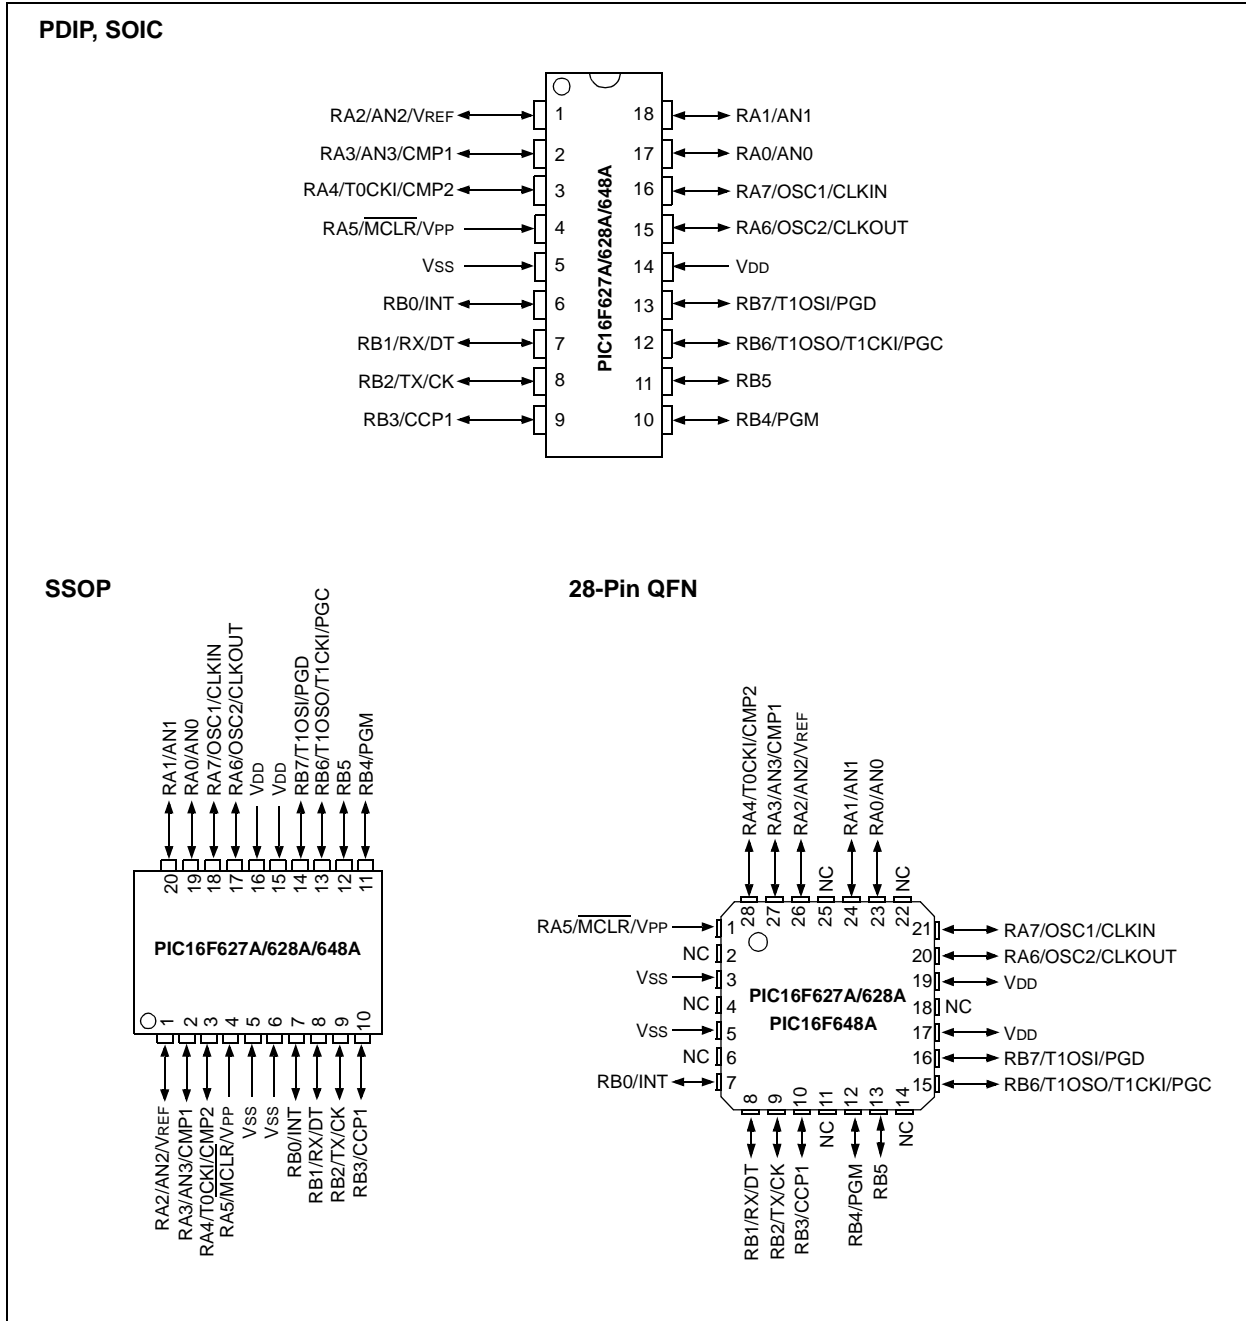 PDIP, SOIC
RA2/AN2/VREF 1 18 RA1/AN1
RA3/AN3/CMP1 2 17 RA0/AN0
RA4/T0CKI/CMP2 3 16 RA7/OSC1/CLKIN
RA5/MCLR/VPP 4 15 RA6/OSC2/CLKOUT
VSS 5 14 VDD
RB0/INT 6 13 RB7/T1OSI/PGD
RB1/RX/DT 7 12 RB6/T1OSO/T1CKI/PGC
RB2/TX/CK 8 11 RB5
RB3/CCP1 9 10 RB4/PGM
PIC16F627A/628A/648A
SSOP
RA1/AN1
RA0/AN0
RA7/OSC1/CLKIN
RA6/OSC2/CLKOUT
VDD
VDD
RB7/T1OSI/PGD
RB6/T1OSO/T1CKI/PGC
RB5
RB4/PGM
20 19 18 17 16 15 14 13 12 11
PIC16F627A/628A/648A
1 2 3 4 5 6 7 8 9 10
RA2/AN2/VREF
RA3/AN3/CMP1
RA4/T0CKI/CMP2
RA5/MCLR/VPP
VSS
VSS
RB0/INT
RB1/RX/DT
RB2/TX/CK
RB3/CCP1
28-Pin QFN
RA4/T0CKI/CMP2
RA3/AN3/CMP1
RA2/AN2/VREF
NC
RA1/AN1
RA0/AN0
NC
28 27 26 25 24 23 22
RA5/MCLR/VPP 1 21 RA7/OSC1/CLKIN
NC 2 20 RA6/OSC2/CLKOUT
VSS 3 19 VDD
NC 4 18 NC
VSS 5 17 VDD
NC 6 16 RB7/T1OSI/PGD
RB0/INT 7 15 RB6/T1OSO/T1CKI/PGC
PIC16F627A/628A
PIC16F648A
8 9 10 11 12 13 14
RB1/RX/DT
RB2/TX/CK
RB3/CCP1
NC
RB4/PGM
RB5
NC